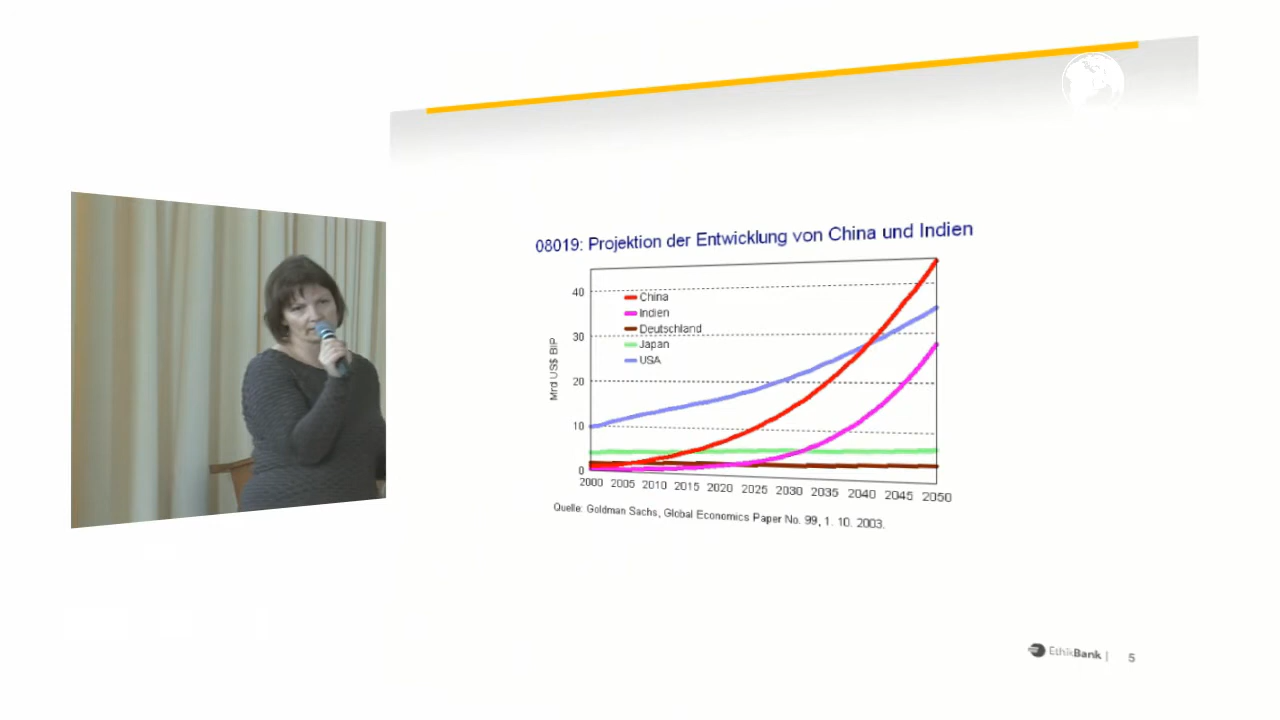 08019: Projektion der Entwicklung von China und Indien
Mrd US$ BIP
40
30
20
10
0
China
Indien
Deutschland
Japan
USA
2000 2005 2010 2015 2020 2025 2030 2035 2040 2045 2050
Quelle: Goldman Sachs, Global Economics Paper No. 99, 1. 10. 2003.
EthikBank | 5